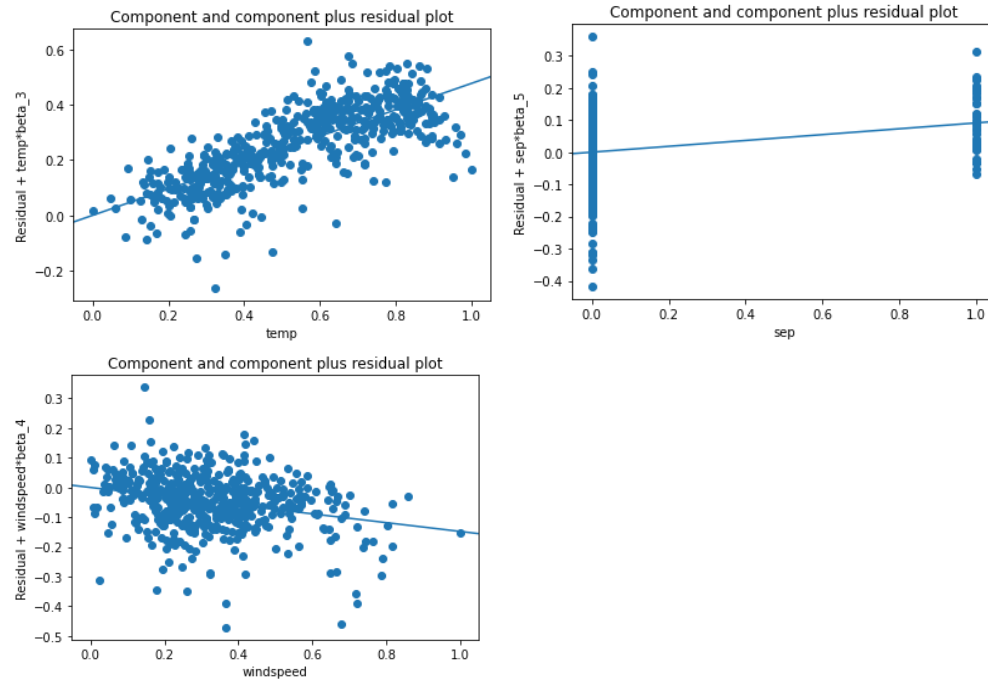 Component and component plus residual plot
Residual + temp*beta_3
0.6
0.4
0.2
0.0
−0.2
0.0 0.2 0.4 0.6 0.8 1.0
temp
Component and component plus residual plot
Residual + sep*beta_5
0.3
0.2
0.1
0.0
−0.1
−0.2
−0.3
−0.4
0.0 0.2 0.4 0.6 0.8 1.0
sep
Component and component plus residual plot
Residual + windspeed*beta_4
0.3
0.2
0.1
0.0
−0.1
−0.2
−0.3
−0.4
−0.5
0.0 0.2 0.4 0.6 0.8 1.0
windspeed